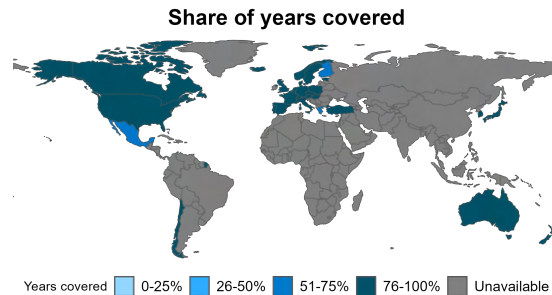 Share of years covered
Years covered 0-25% 26-50% 51-75% 76-100% Unavailable